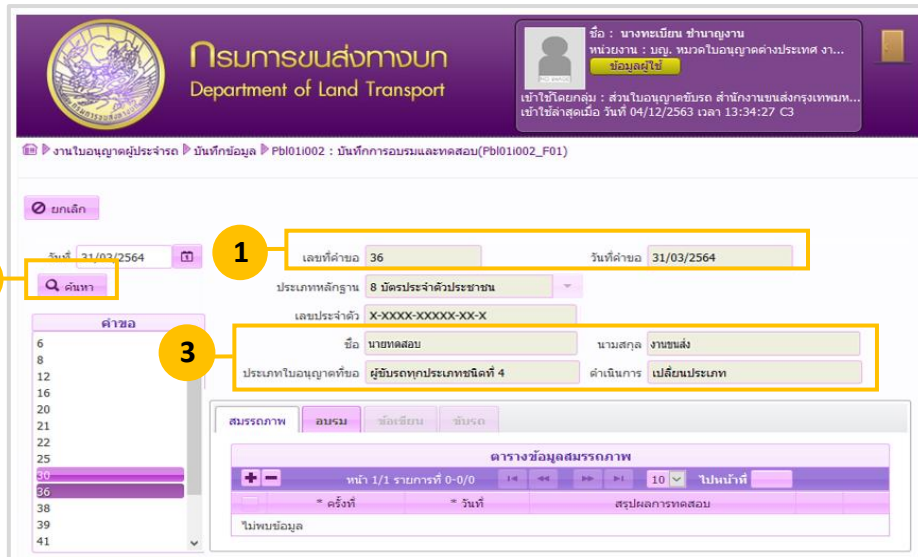 กรมการขนส่งทางบก
Department of Land Transport
ชื่อ : นางทะเบียน ชำนาญงาน
หน่วยงาน : บญ. หมวดใบอนุญาตต่างประเทศ งา...
ข้อมูลผู้ใช้
เข้าใช้โดยกลุ่ม : ส่วนใบอนุญาตขับรถ สำนักงานขนส่งกรุงเทพมห...
เข้าใช้ล่าสุดเมื่อ วันที่ 04/12/2563 เวลา 13:34:27 C3
งานใบอนุญาตผู้ประจำรถ บันทึกข้อมูล Pbl01i002 : บันทึกการอบรมและทดสอบ(Pbl01i002_F01)
ยกเลิก
วันที่ 31/03/2564 1 เลขที่คำขอ 36 วันที่คำขอ 31/03/2564
ค้นหา ประเภทหลักฐาน 8 บัตรประจำตัวประชาชน
เลขประจำตัว X-XXXX-XXXXX-XX-X
คำขอ
3 ชื่อ นายทดสอบ นามสกุล งานขนส่ง
ประเภทใบอนุญาตที่ขอ ผู้ขับรถทุกประเภทชนิดที่ 4 ดำเนินการ เปลี่ยนประเภท
6
8
12
16
20
21
22
25
30
36
38
39
41
สมรรถภาพ อบรม ข้อเขียน ขับรถ
ตารางข้อมูลสมรรถภาพ
หน้า 1/1 รายการที่ 0-0/0 10 ไปหน้าที่
* ครั้งที่ * วันที่ สรุปผลการทดสอบ
ไม่พบข้อมูล